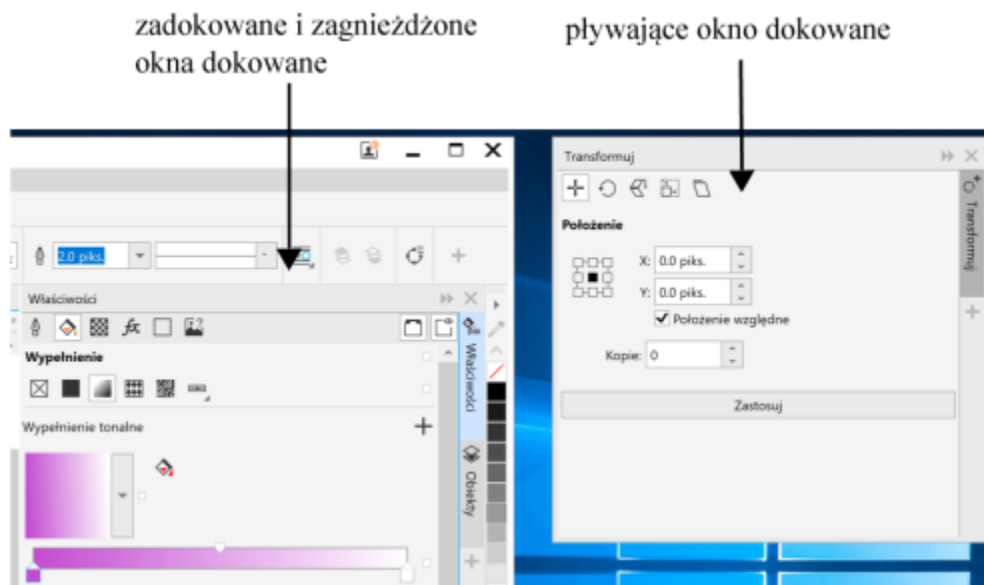 zadokowane i zagnieżdżone
okna dokowane
pływające okno dokowane
2.0 piks.
Właściwości
Wypełnienie
Wypełnienie tonalne
Właściwości
Obiekty
Transformuj
Położenie
X: 0.0 piks.
Y: 0.0 piks.
Położenie względne
Kopie: 0
Zastosuj
Transformuj